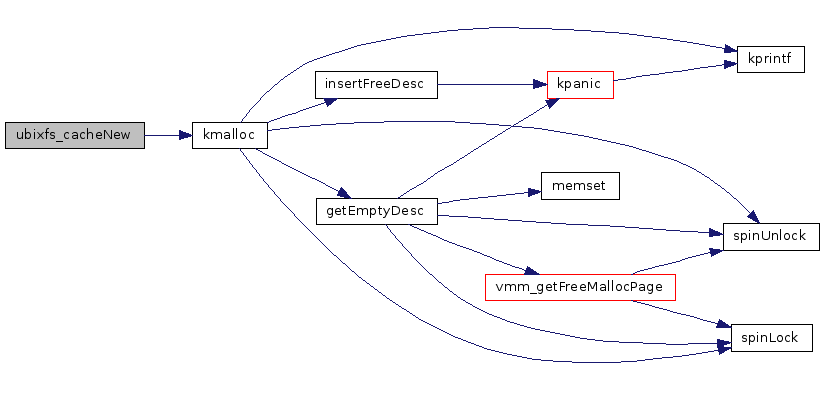 ubixfs_cacheNew
kmalloc
insertFreeDesc
getEmptyDesc
kpanic
memset
vmm_getFreeMallocPage
kprintf
spinUnlock
spinLock